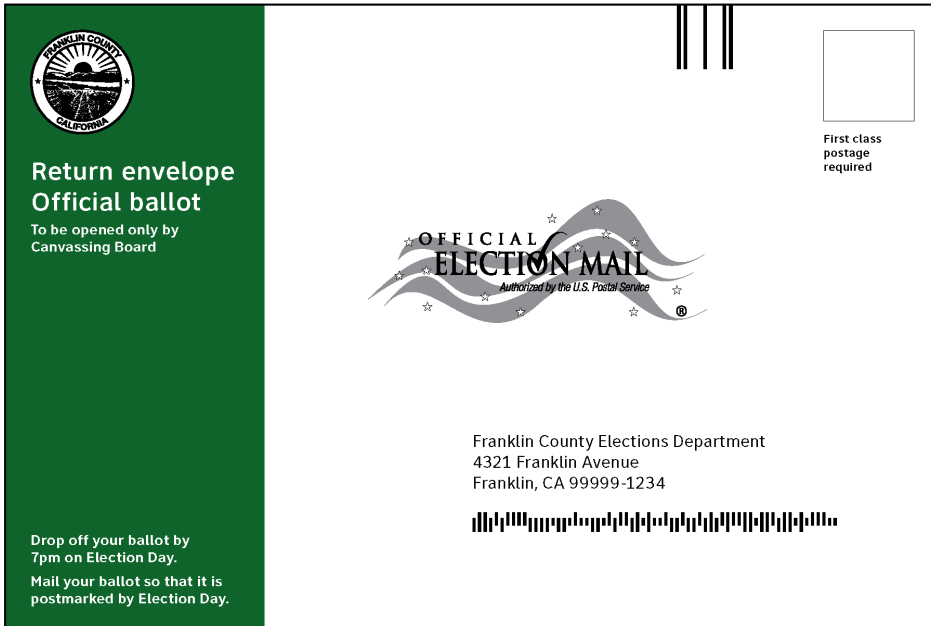 FRANKLIN COUNTY
CALIFORNIA
Return envelope
Official ballot
To be opened only by
Canvassing Board
Drop off your ballot by
7pm on Election Day.
Mail your ballot so that it is
postmarked by Election Day.
First class
postage
required
OFFICIAL
ELECTION MAIL
Authorized by the U.S. Postal Service
®
Franklin County Elections Department
4321 Franklin Avenue
Franklin, CA 99999-1234